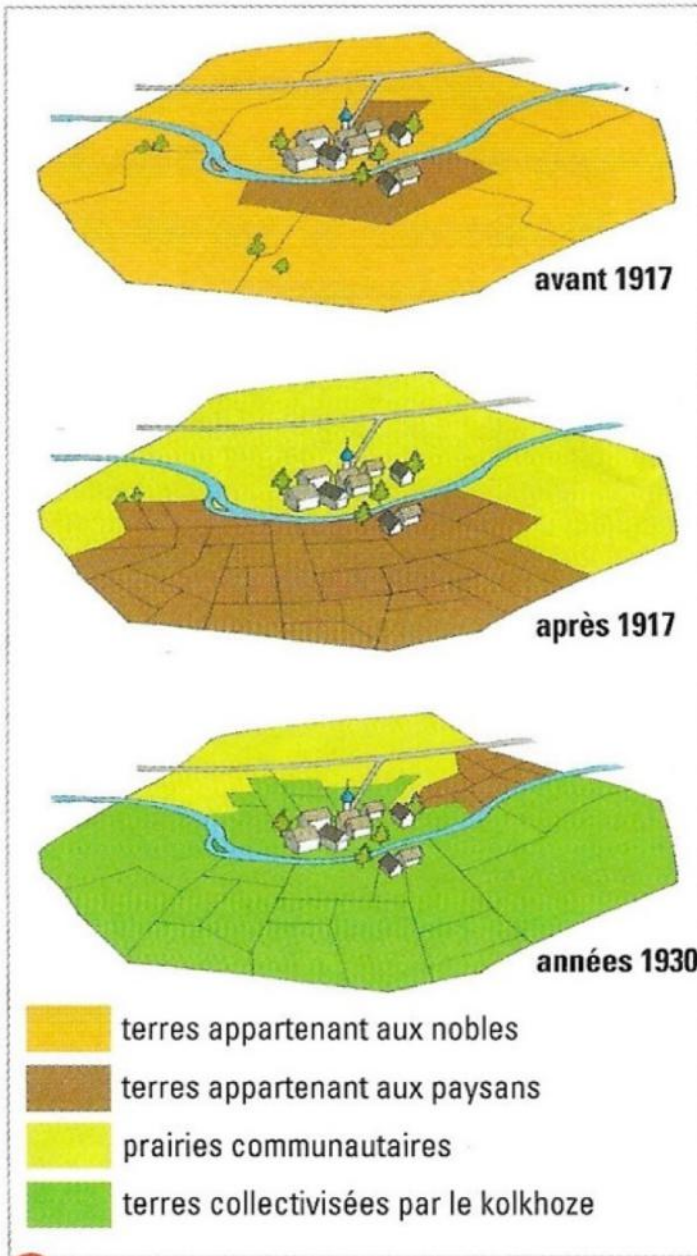 avant 1917
après 1917
années 1930
terres appartenant aux nobles
terres appartenant aux paysans
prairies communautaires
terres collectivisées par le kolkhoze